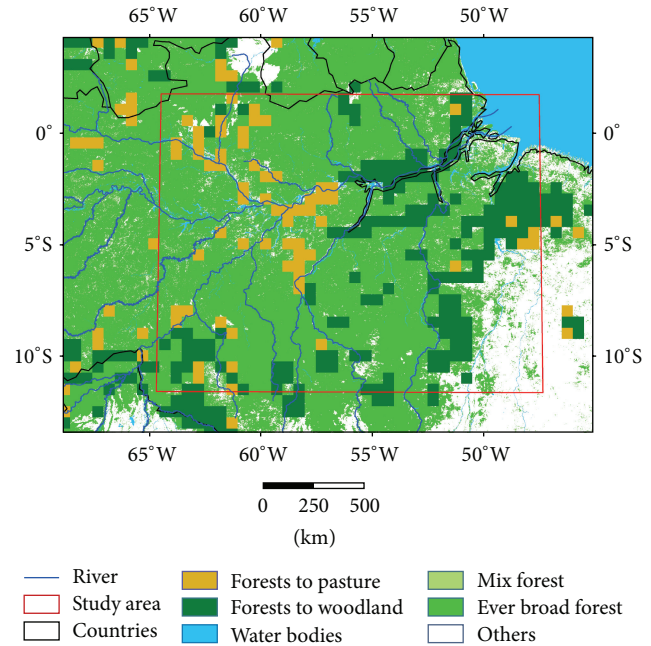 65°W 60°W 55°W 50°W
0° 0°
5°S 5°S
10°S 10°S
65°W 60°W 55°W 50°W
0 250 500
(km)
River Forests to pasture Mix forest
Study area Forests to woodland Ever broad forest
Countries Water bodies Others